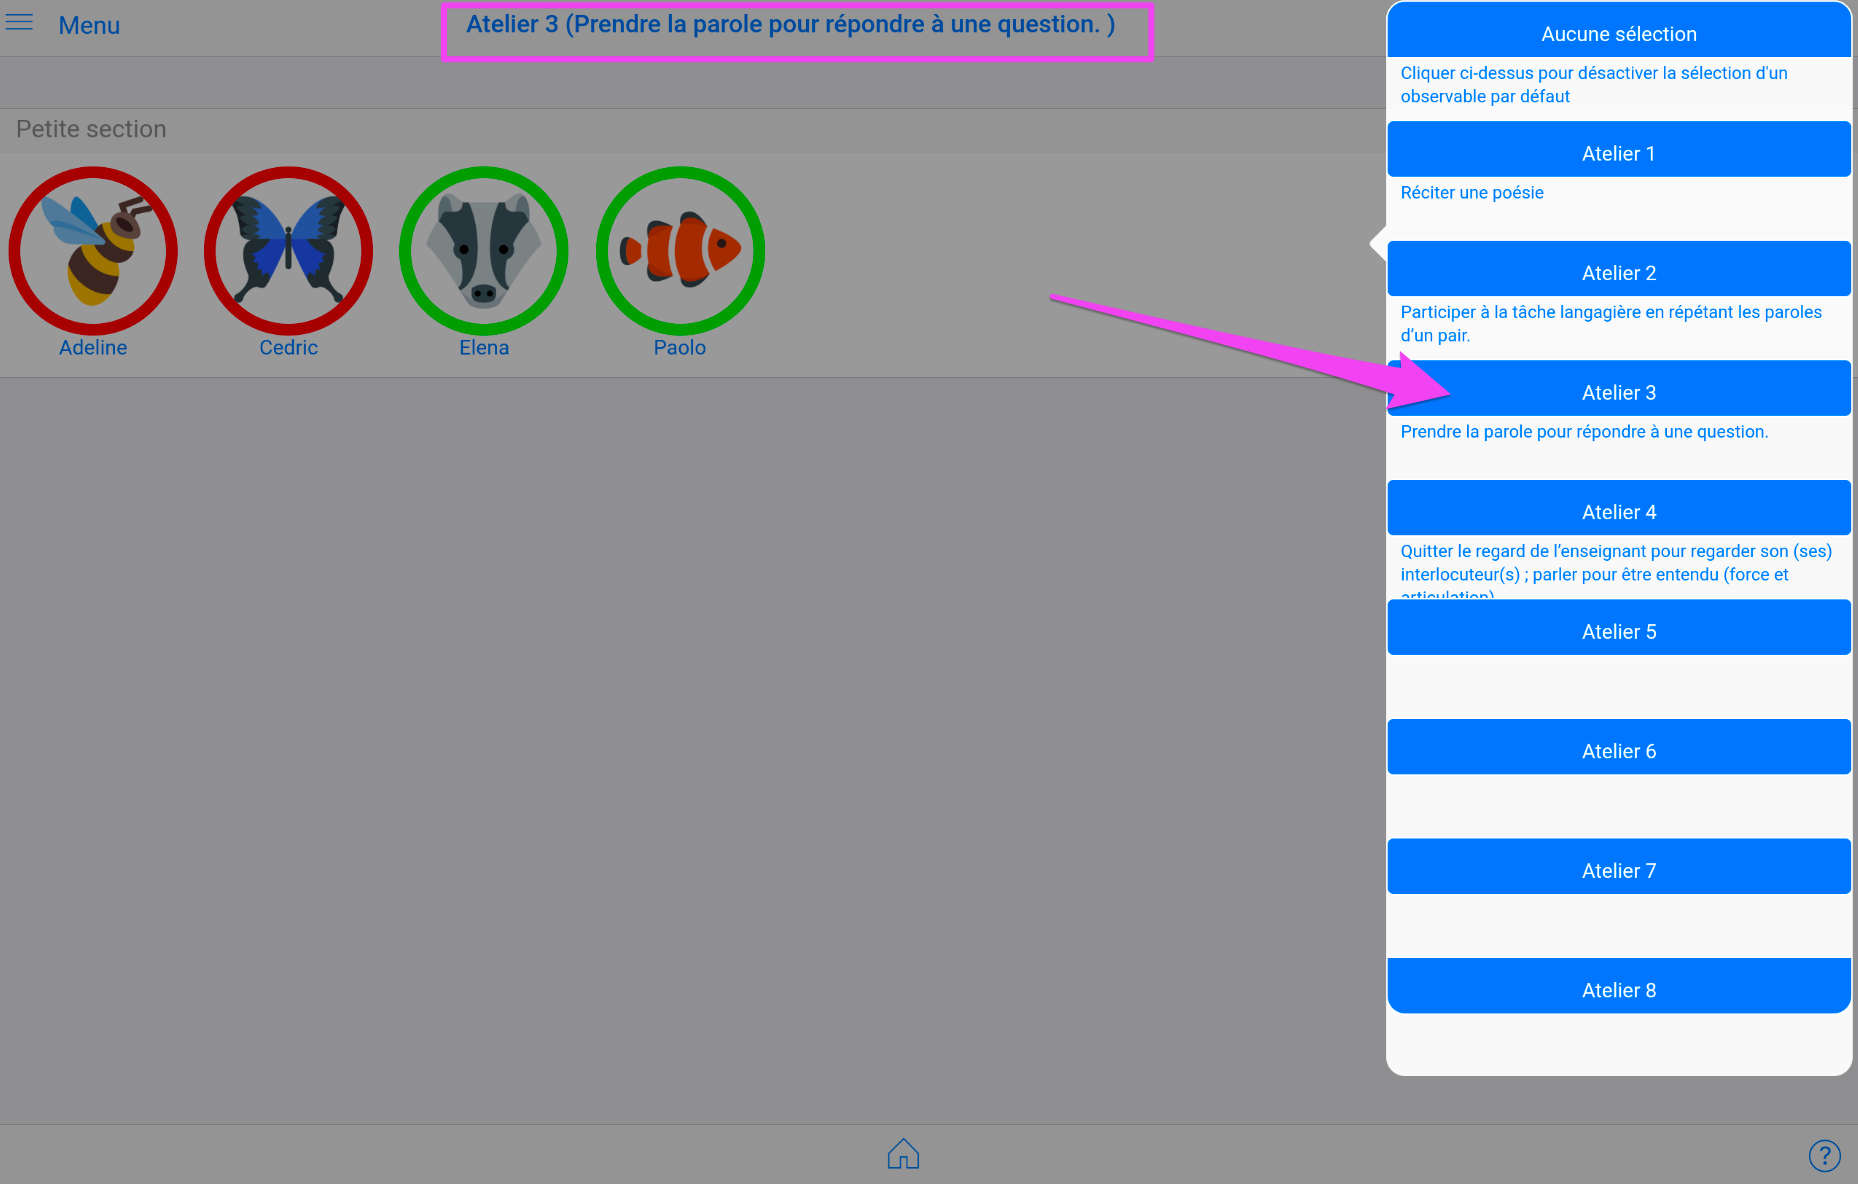 Menu
Atelier 3 (Prendre la parole pour répondre à une question. )
Petite section
Adeline
Cedric
Elena
Paolo
Aucune sélection
Cliquer ci-dessus pour désactiver la sélection d'un
observable par défaut
Atelier 1
Réciter une poésie
Atelier 2
Participer à la tâche langagière en répétant les paroles
d’un pair.
Atelier 3
Prendre la parole pour répondre à une question.
Atelier 4
Quitter le regard de l’enseignant pour regarder son (ses)
interlocuteur(s) ; parler pour être entendu (force et
articulation)
Atelier 5
Atelier 6
Atelier 7
Atelier 8
?